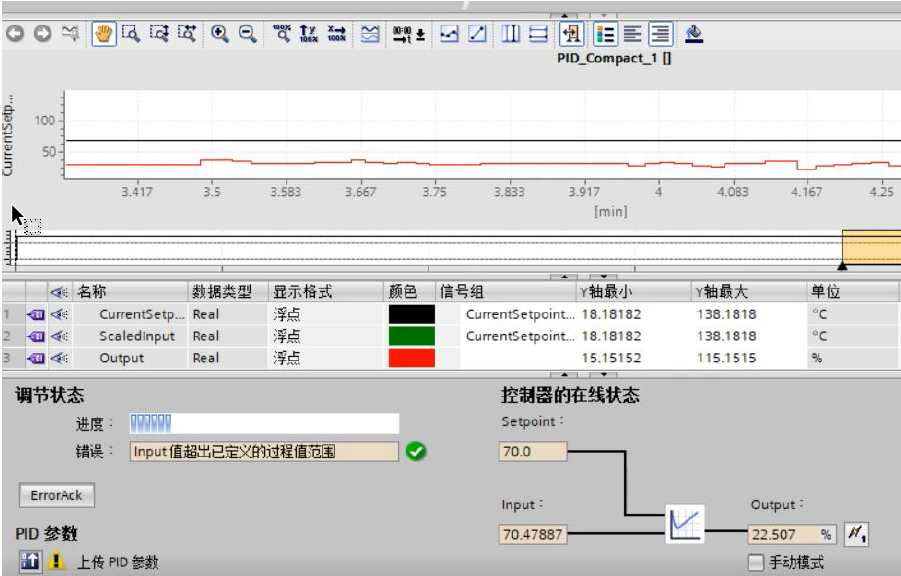 PID_Compact_1 []
CurrentSetp...
100
50
3.417 3.5 3.583 3.667 3.75 3.833 3.917 4 4.083 4.167 4.25
[min]
名称 数据类型 显示格式 颜色 信号组 Y轴最小 Y轴最大 单位
1 CurrentSetp... Real 浮点 CurrentSetpoint... 18.18182 138.1818 °C
2 ScaledInput Real 浮点 CurrentSetpoint... 18.18182 138.1818 °C
3 Output Real 浮点 15.15152 115.1515 %
调节状态
进度：
错误： Input值超出已定义的过程值范围
ErrorAck
PID 参数
上传 PID 参数
控制器的在线状态
Setpoint：
70.0
Input： Output：
70.47887 22.507 %
手动模式